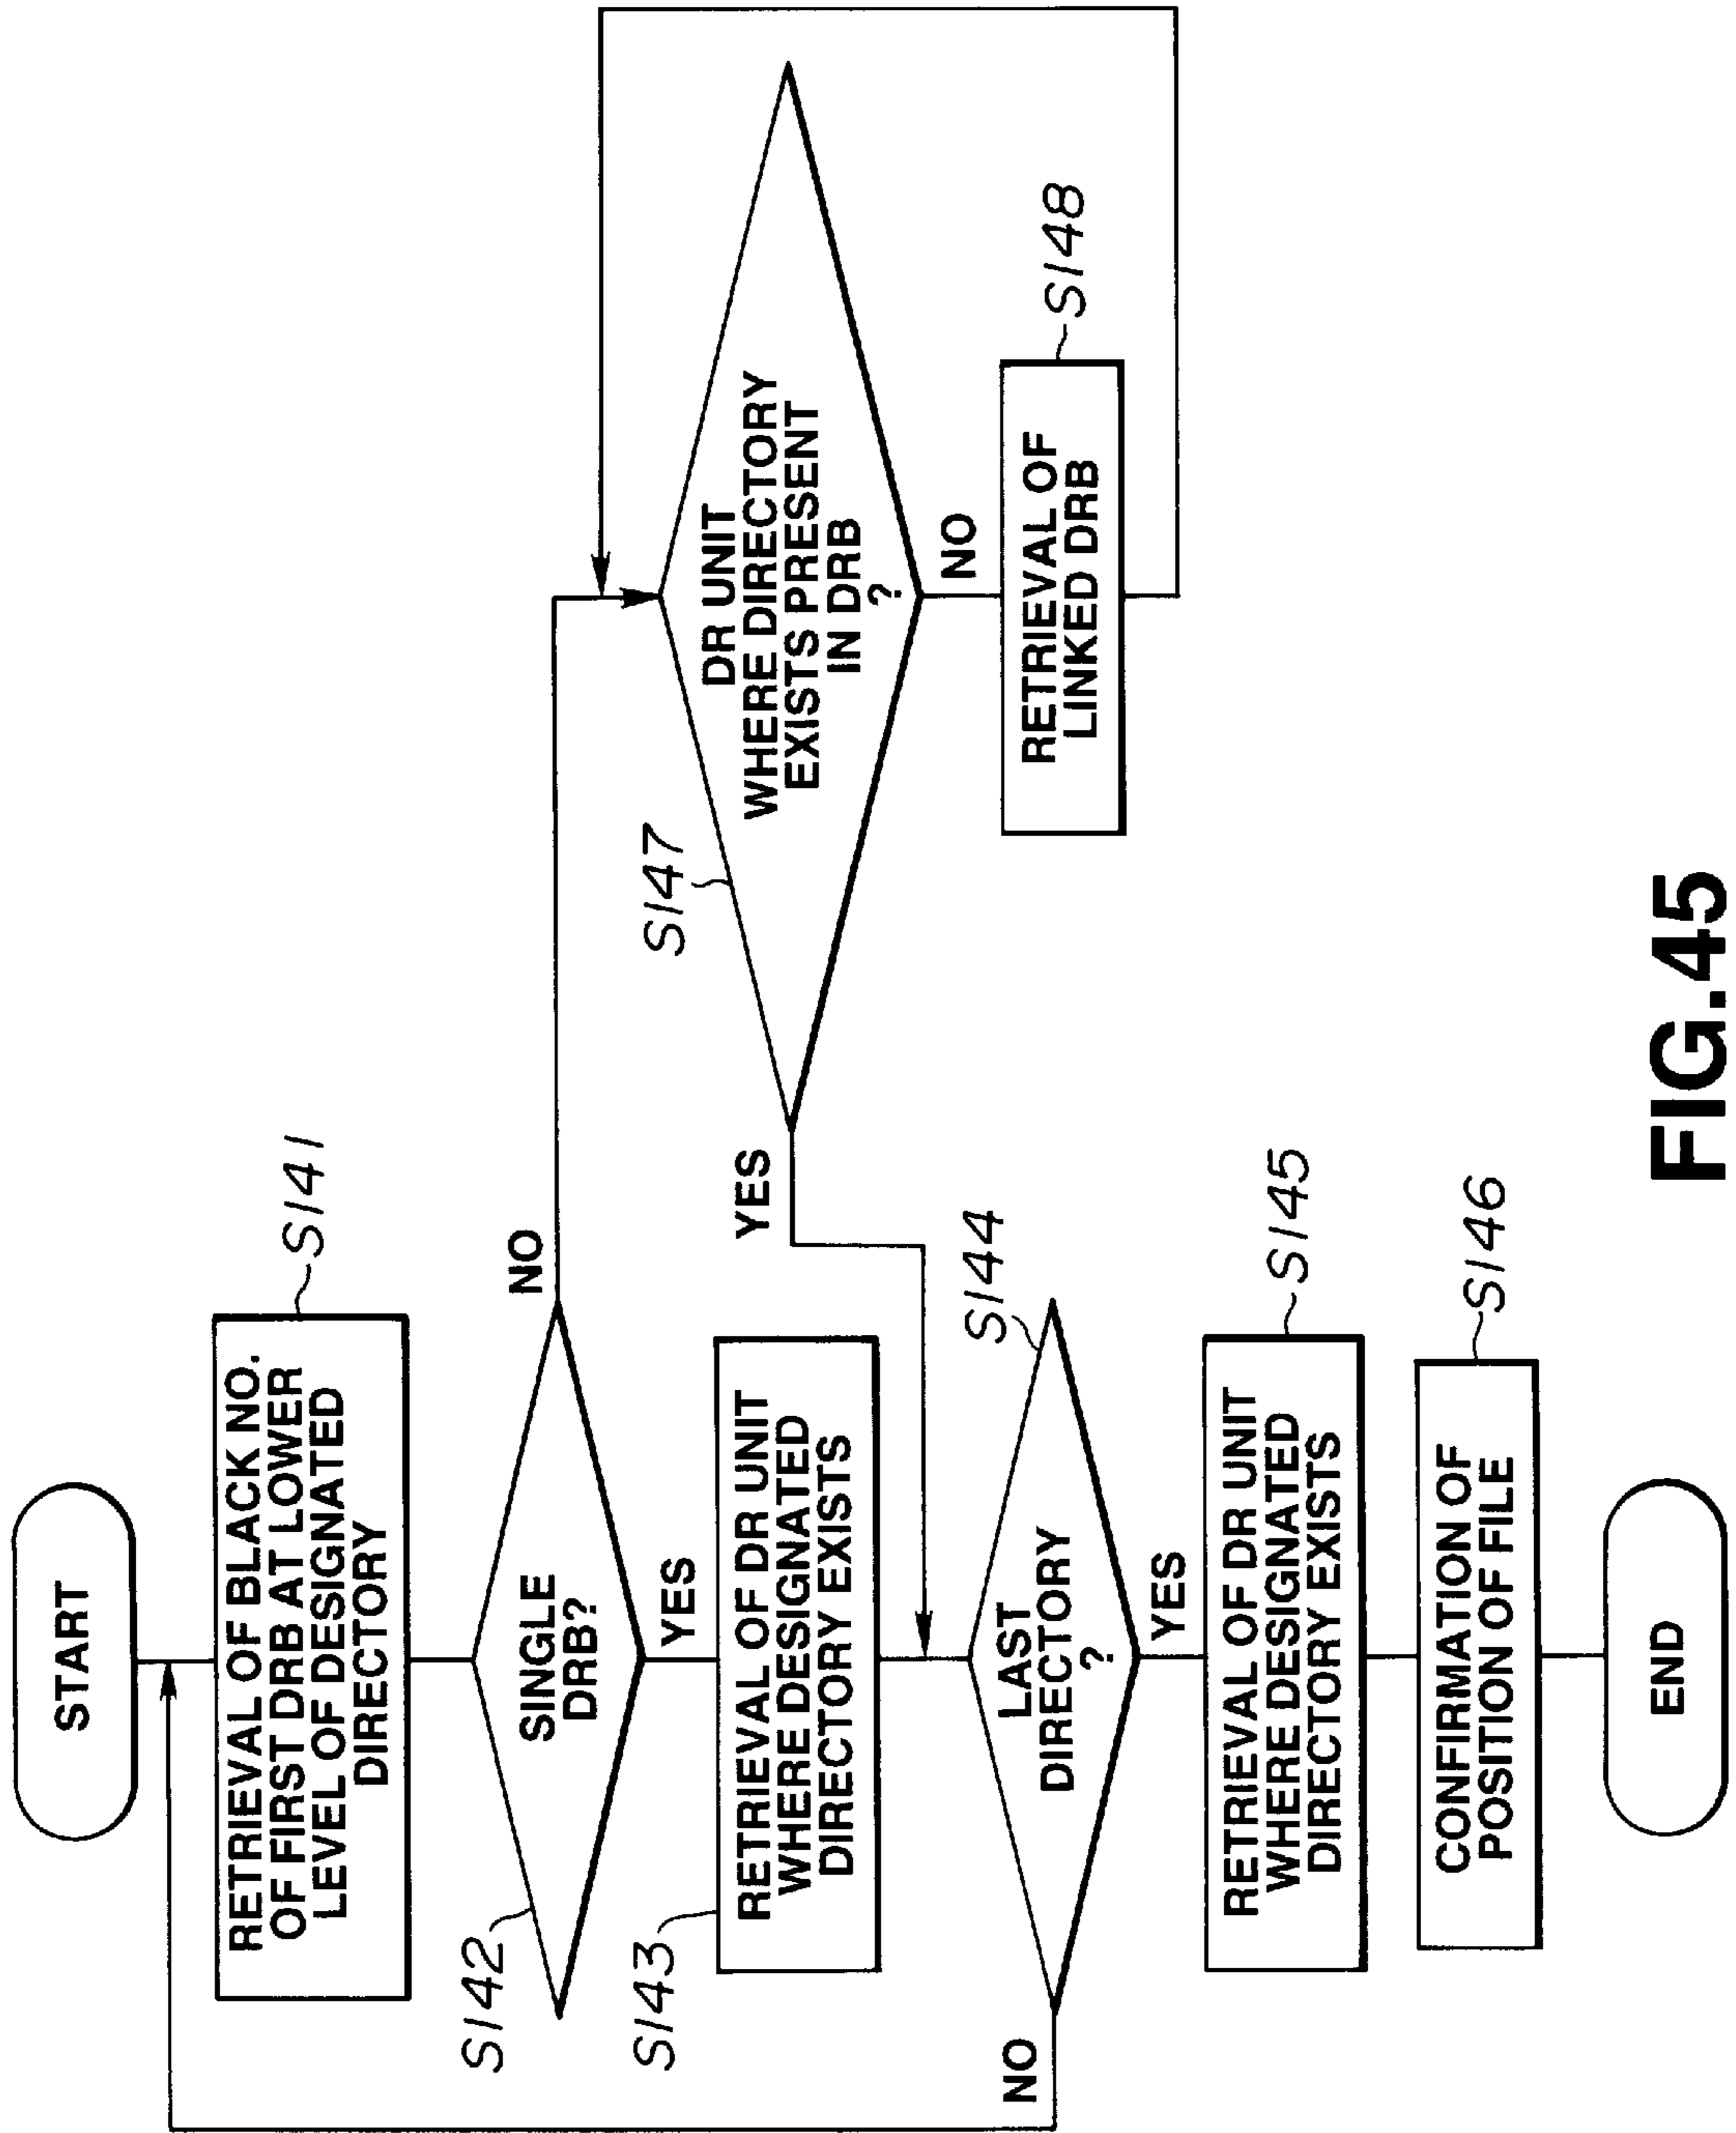 START
RETRIEVAL OF BLACK NO.
OF FIRST DRB AT LOWER
LEVEL OF DESIGNATED
DIRECTORY
S141
SINGLE
DRB?
S142
NO
YES
RETRIEVAL OF DR UNIT
WHERE DESIGNATED
DIRECTORY EXISTS
S143
LAST
DIRECTORY
?
S144
NO
YES
RETRIEVAL OF DR UNIT
WHERE DESIGNATED
DIRECTORY EXISTS
S145
CONFIRMATION OF
POSITION OF FILE
S146
END
DR UNIT
WHERE DIRECTORY
EXISTS PRESENT
IN DRB
?
S147
YES
NO
RETRIEVAL OF
LINKED DRB
S148
FIG.45